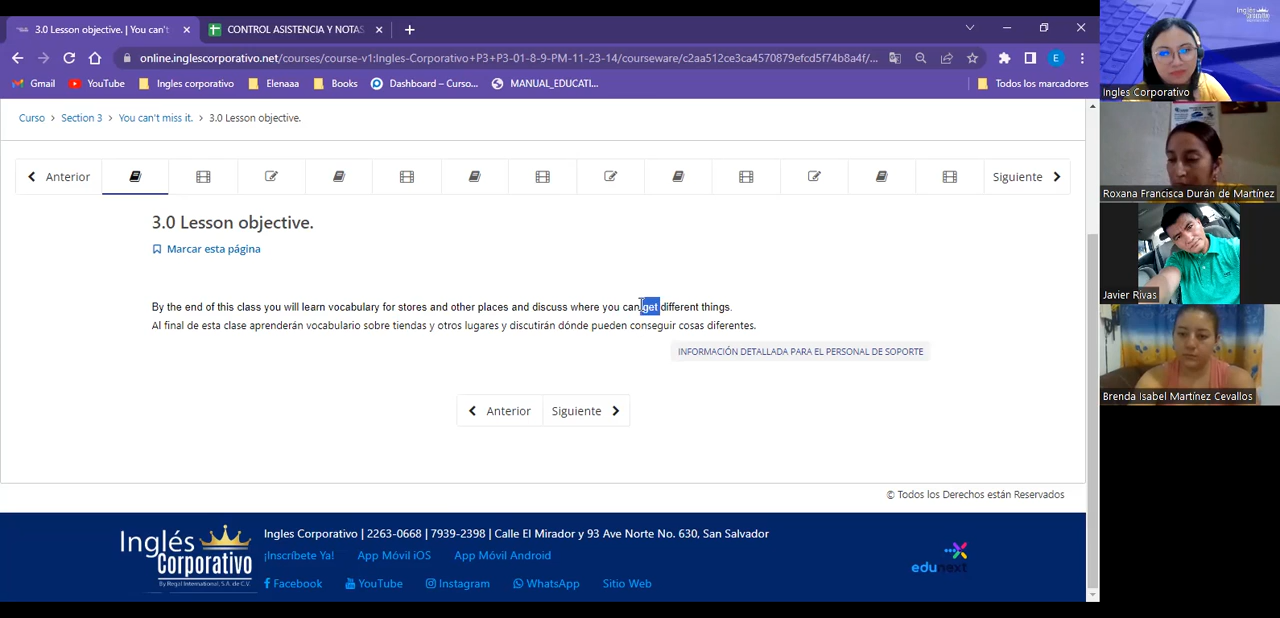 3.0 Lesson objective. | You can't
CONTROL ASISTENCIA Y NOTAS
online.inglescorporativo.net/courses/course-v1:Ingles-Corporativo+P3+P3-01-8-9-PM-11-23-14/courseware/c2aa512ce3ca4570879efcd5f74b8a4f/...
E
Gmail
YouTube
Ingles corporativo
Elenaaa
Books
Dashboard – Curso...
MANUAL_EDUCATI...
Todos los marcadores
Curso > Section 3 > You can't miss it. > 3.0 Lesson objective.
Anterior
Siguiente
3.0 Lesson objective.
Marcar esta página
By the end of this class you will learn vocabulary for stores and other places and discuss where you can get different things.
Al final de esta clase aprenderán vocabulario sobre tiendas y otros lugares y discutirán dónde pueden conseguir cosas diferentes.
INFORMACIÓN DETALLADA PARA EL PERSONAL DE SOPORTE
Anterior
Siguiente
© Todos los Derechos están Reservados
Inglés Corporativo
By Regal International, S.A. de C.V.
Ingles Corporativo | 2263-0668 | 7939-2398 | Calle El Mirador y 93 Ave Norte No. 630, San Salvador
¡Inscríbete Ya!
App Móvil iOS
App Móvil Android
Facebook
YouTube
Instagram
WhatsApp
Sitio Web
edunext
Inglés Corporativo
Ingles Corporativo
Roxana Francisca Durán de Martínez
Javier Rivas
Brenda Isabel Martínez Cevallos